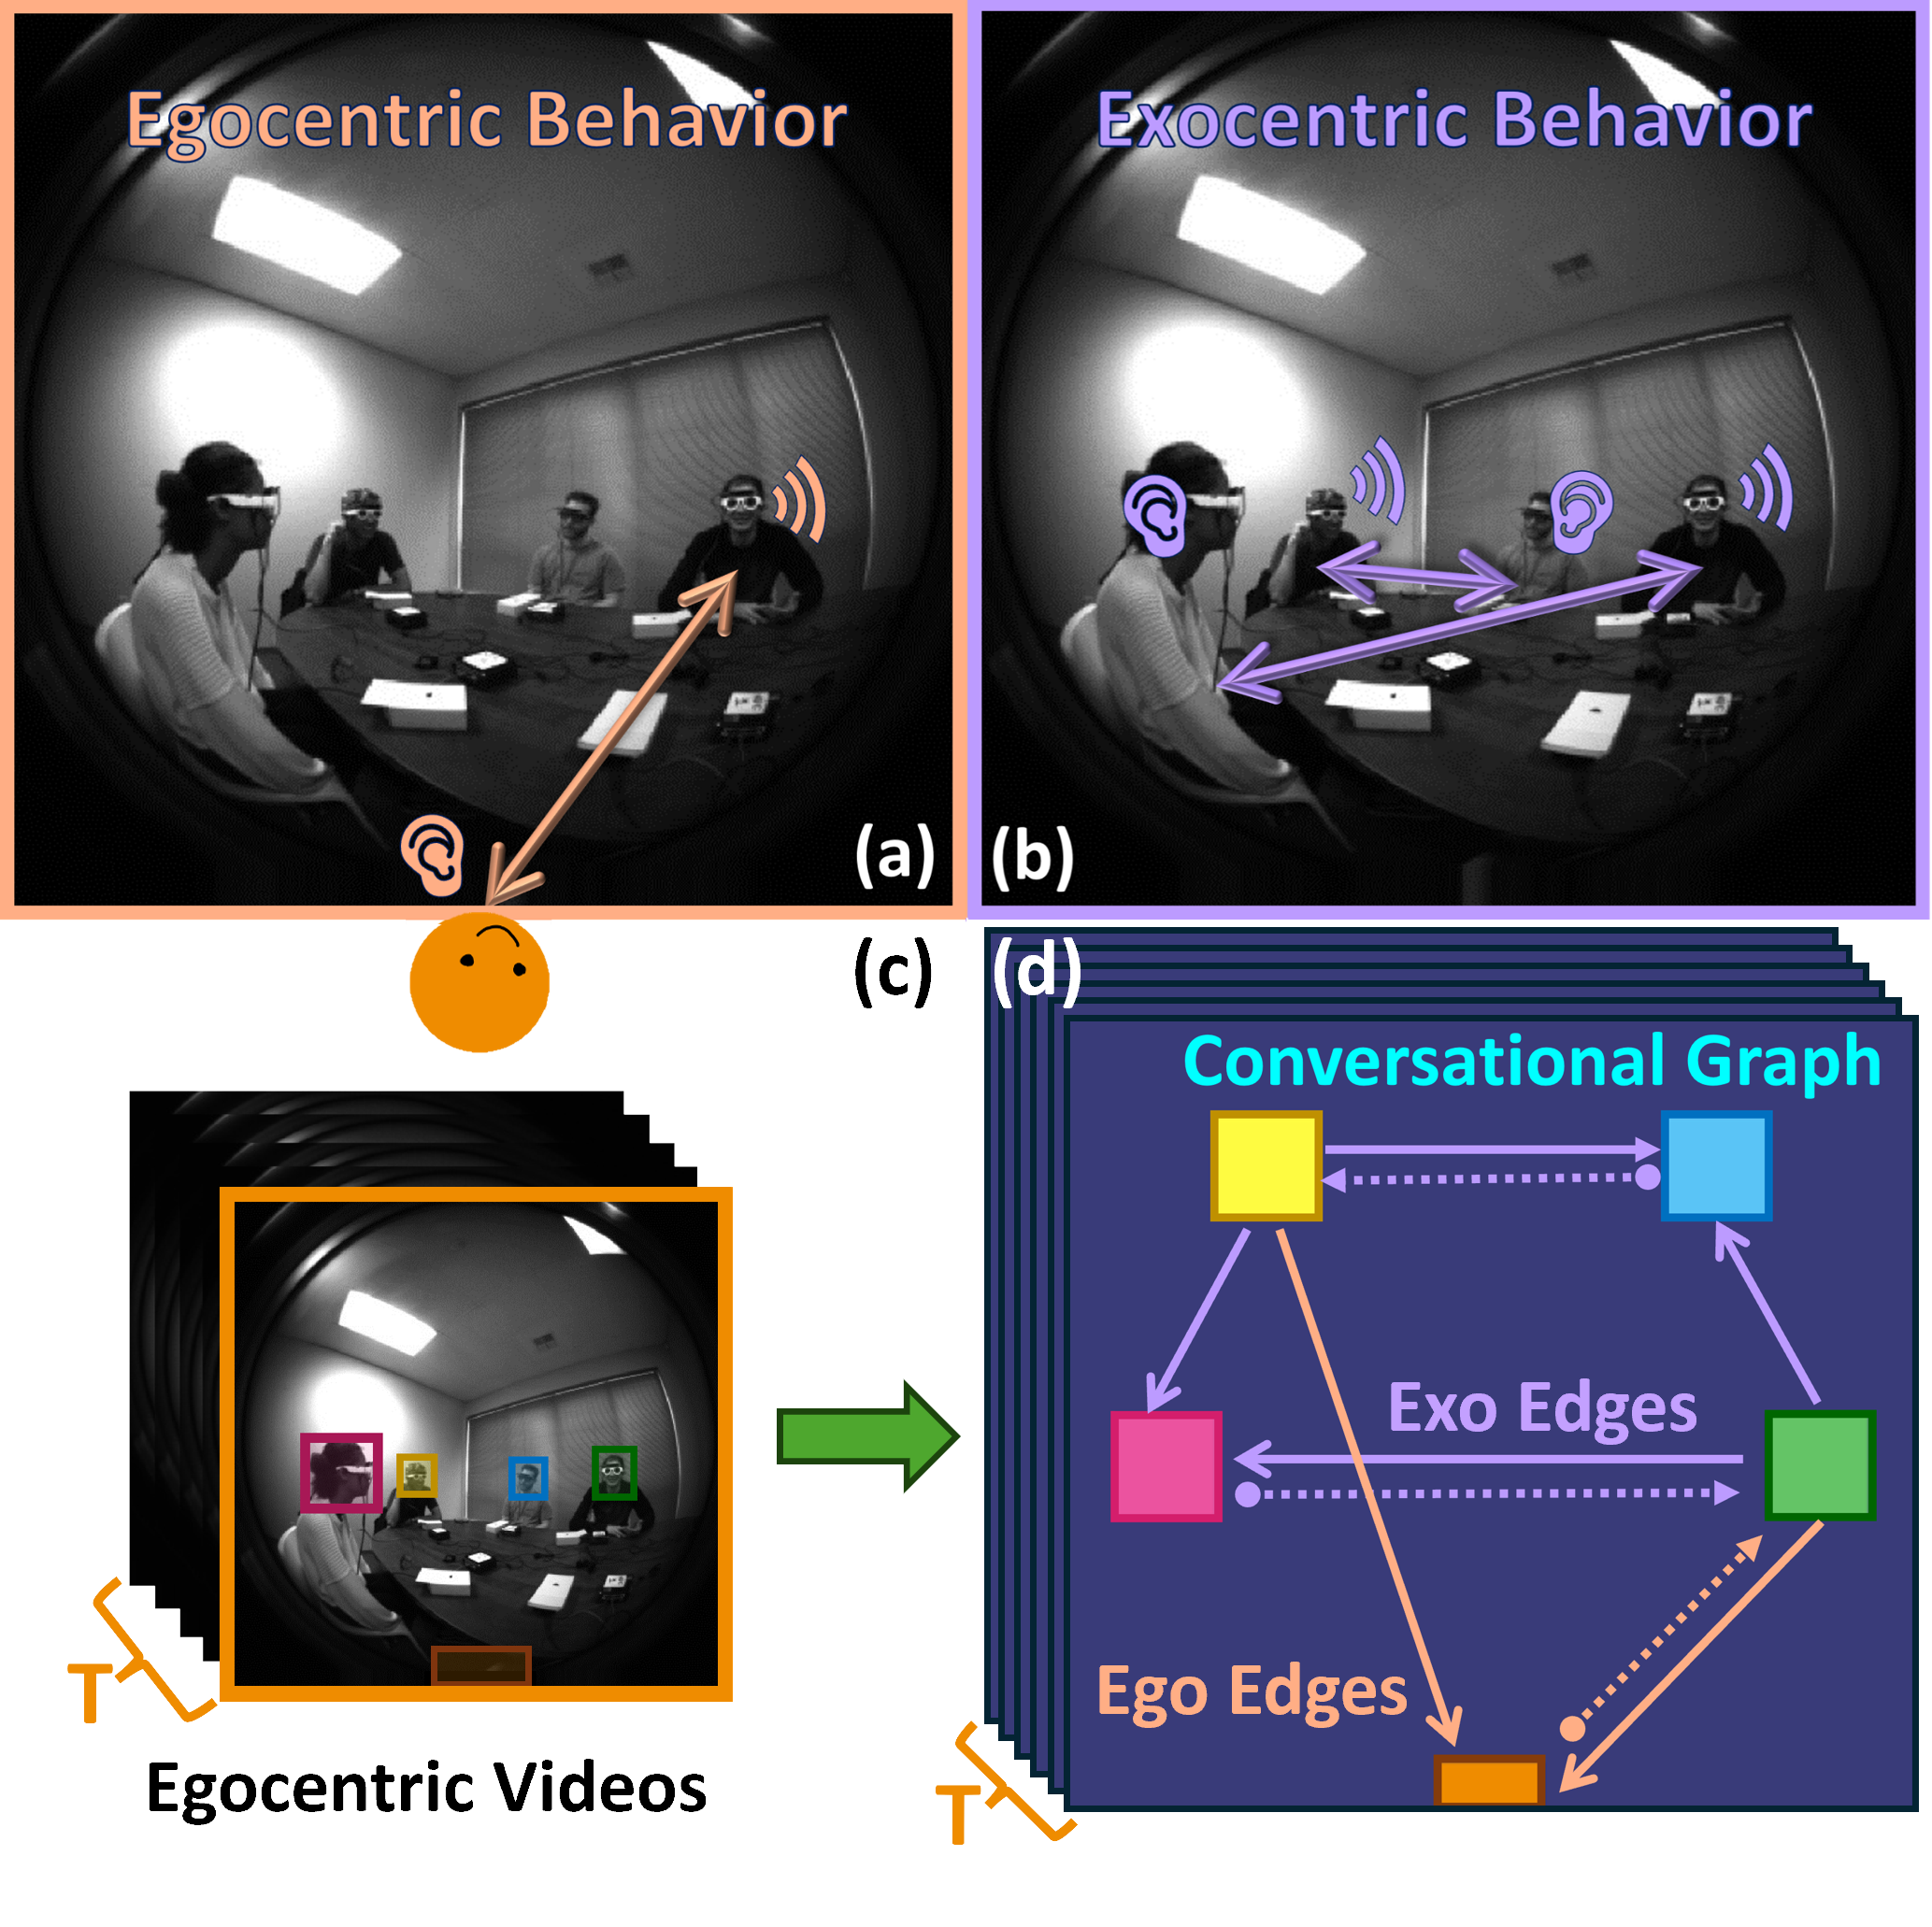 Egocentric Behavior
Exocentric Behavior
(a)
(b)
(c)
(d)
Conversational Graph
Exo Edges
Ego Edges
T
Egocentric Videos
T